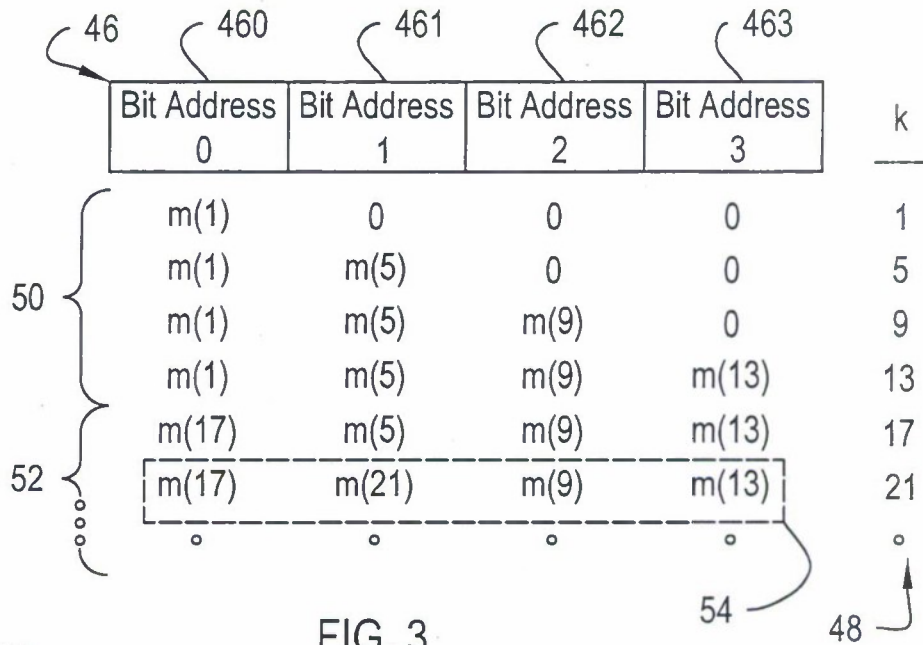 46 460 461 462 463
Bit Address 0 Bit Address 1 Bit Address 2 Bit Address 3 k
m(1) 0 0 0 1
m(1) m(5) 0 0 5
50
m(1) m(5) m(9) 0 9
m(1) m(5) m(9) m(13) 13
m(17) m(5) m(9) m(13) 17
52 m(17) m(21) m(9) m(13) 21
54
48
FIG. 3